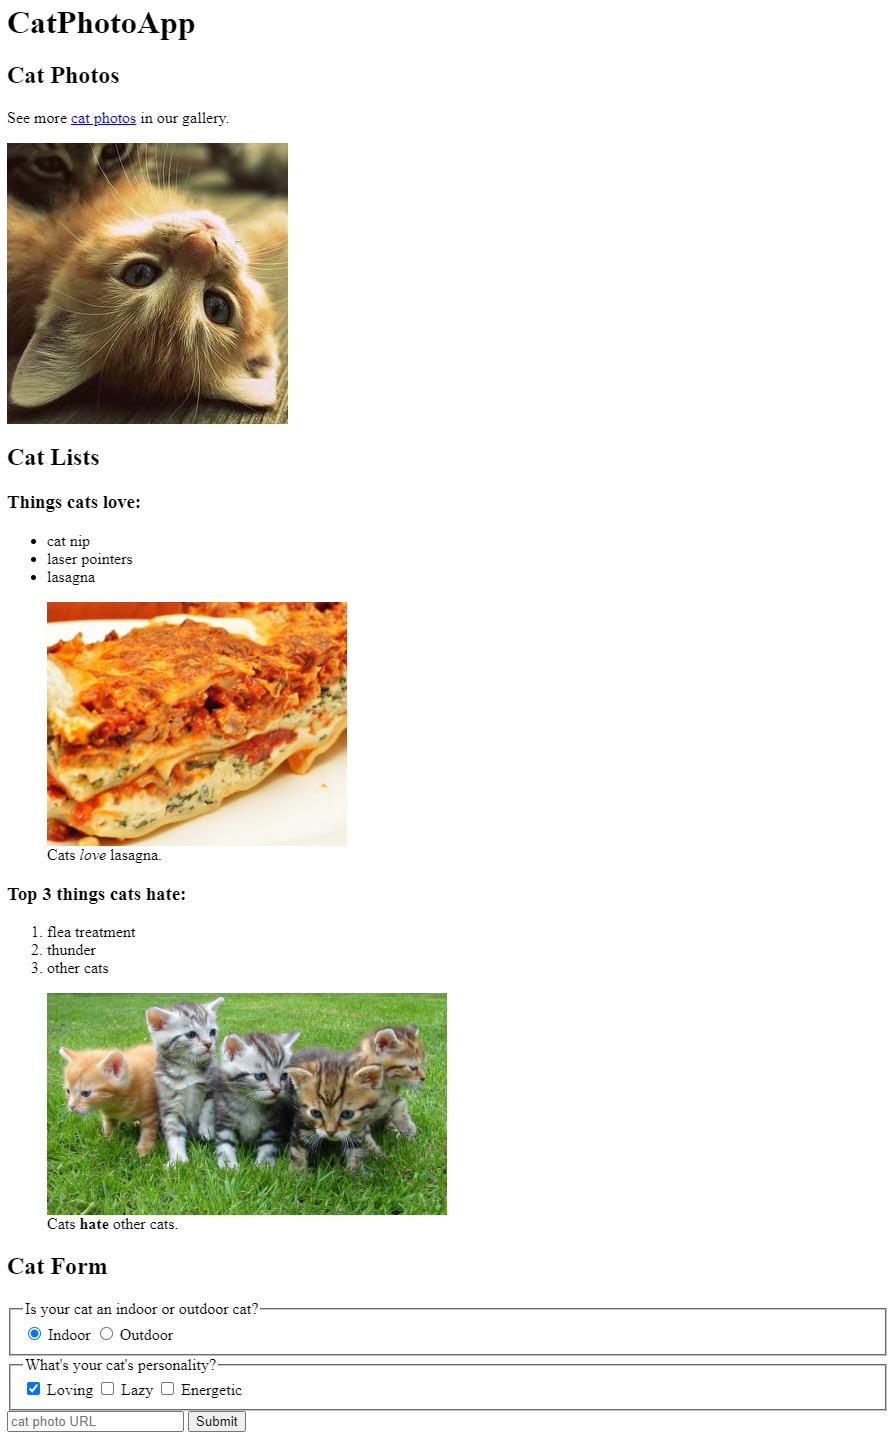 CatPhotoApp
Cat Photos
See more cat photos in our gallery.
Cat Lists
Things cats love:
cat nip
laser pointers
lasagna
Cats love lasagna.
Top 3 things cats hate:
1. flea treatment
2. thunder
3. other cats
Cats hate other cats.
Cat Form
Is your cat an indoor or outdoor cat?
Indoor Outdoor
What's your cat's personality?
Loving Lazy Energetic
cat photo URL Submit